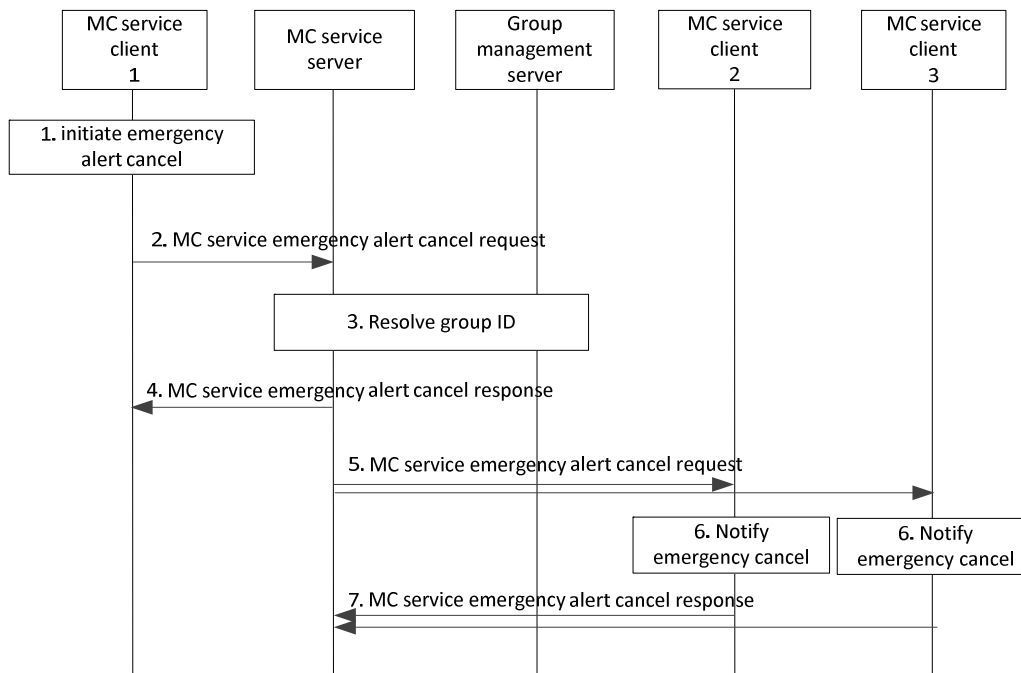 MC service
client
1
MC service
server
Group
management
server
MC service
client
2
MC service
client
3
1. initiate emergency
alert cancel
2. MC service emergency alert cancel request
3. Resolve group ID
4. MC service emergency alert cancel response
5. MC service emergency alert cancel request
6. Notify
emergency cancel
6. Notify
emergency cancel
7. MC service emergency alert cancel response